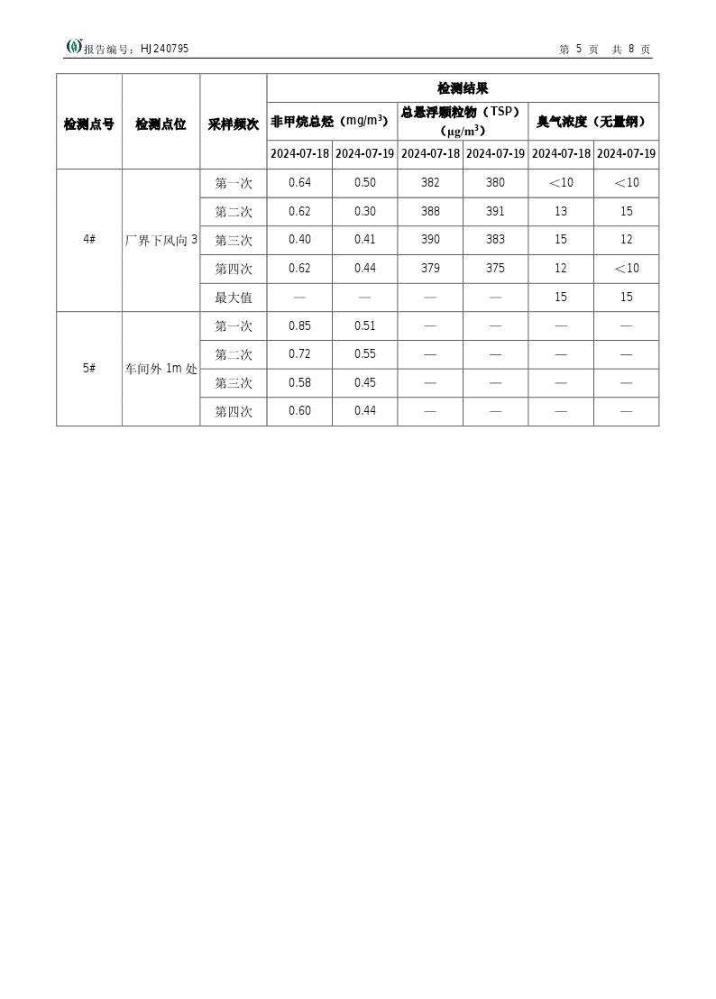 报告编号：HJ240795 第 5 页 共 8 页
检测点号 检测点位 采样频次 检测结果
非甲烷总烃（mg/m³） 总悬浮颗粒物（TSP）（μg/m³） 臭气浓度（无量纲）
2024-07-18 2024-07-19 2024-07-18 2024-07-19 2024-07-18 2024-07-19
4# 厂界下风向 3 第一次 0.64 0.50 382 380 ＜10 ＜10
第二次 0.62 0.30 388 391 13 15
第三次 0.40 0.41 390 383 15 12
第四次 0.62 0.44 379 375 12 ＜10
最大值 — — — — 15 15
5# 车间外 1m 处 第一次 0.85 0.51 — — — —
第二次 0.72 0.55 — — — —
第三次 0.58 0.45 — — — —
第四次 0.60 0.44 — — — —